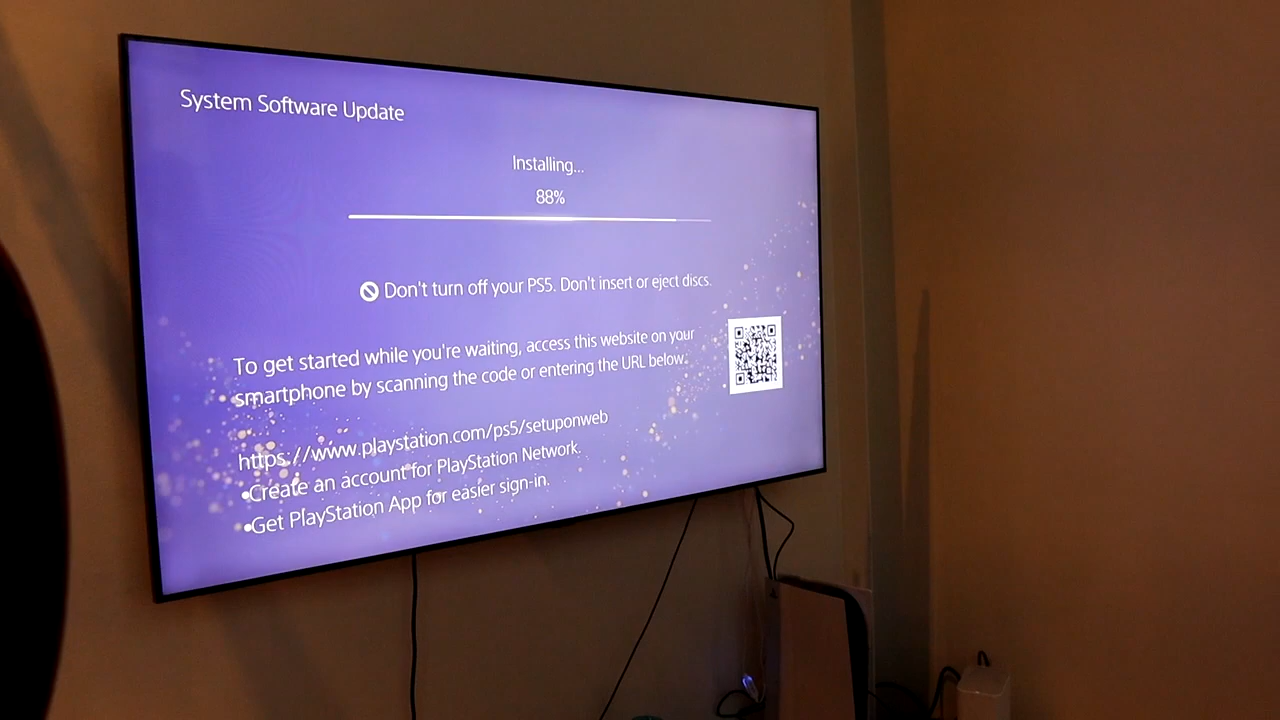 System Software Update
Installing...
88%
Don't turn off your PS5. Don't insert or eject discs.
To get started while you're waiting, access this website on your
smartphone by scanning the code or entering the URL below.
https://www.playstation.com/ps5/setuponweb
•Create an account for PlayStation Network.
•Get PlayStation App for easier sign-in.